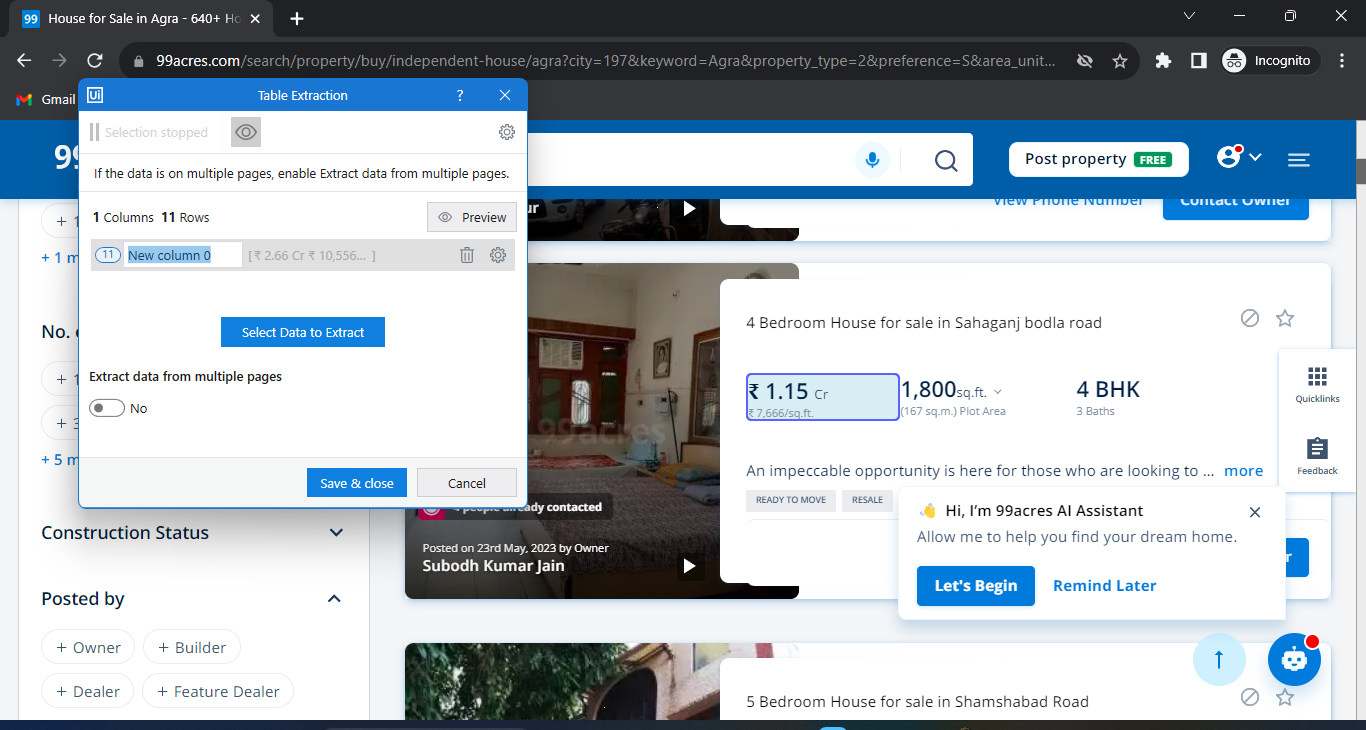 99
House for Sale in Agra - 640+ Ho
99acres.com/search/property/buy/independent-house/agra?city=197&keyword=Agra&property_type=2&preference=S&area_unit...
Incognito
Gmail
Ui
Table Extraction
?
Selection stopped
If the data is on multiple pages, enable Extract data from multiple pages.
1 Columns 11 Rows
Preview
11
New column 0
[ ₹ 2.66 Cr ₹ 10,556... ]
Select Data to Extract
Extract data from multiple pages
No
Save & close
Cancel
Post property FREE
View Phone Number
Contact Owner
+ 1 m
No.
+ 1
+ 3
+ 5 m
Construction Status
Posted by
+ Owner
+ Builder
+ Dealer
+ Feature Dealer
4 Bedroom House for sale in Sahaganj bodla road
₹ 1.15 Cr
₹ 7,666/sq.ft.
1,800sq.ft.
(167 sq.m.) Plot Area
4 BHK
3 Baths
An impeccable opportunity is here for those who are looking to ... more
READY TO MOVE
RESALE
99acres
4 people already contacted
Posted on 23rd May, 2023 by Owner
Subodh Kumar Jain
Quicklinks
Feedback
👋 Hi, I'm 99acres AI Assistant
Allow me to help you find your dream home.
Let's Begin
Remind Later
5 Bedroom House for sale in Shamshabad Road